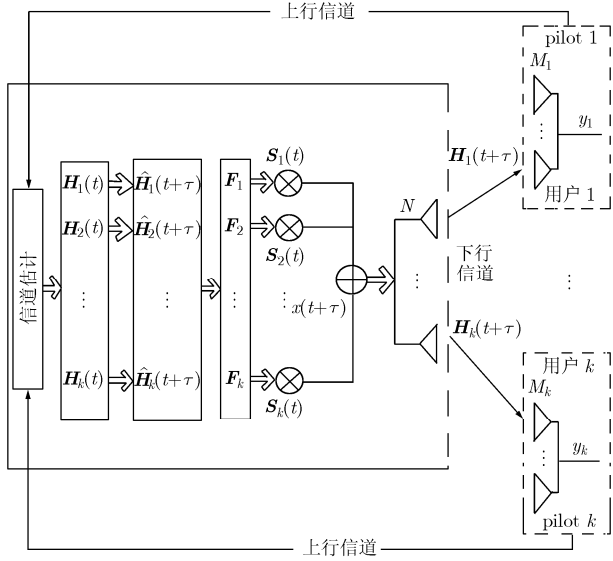 上行信道
pilot 1
M₁
y₁
用户 1
H₁(t+τ)
S₁(t)
H₁(t)
Ĥ₁(t+τ)
F₁
N
H₂(t)
Ĥ₂(t+τ)
F₂
S₂(t)
下行
信道
信道估计
⋮
⋮
⋮
⋮
x(t+τ)
⋮
⋮
⋮
Hₖ(t+τ)
Hₖ(t)
Ĥₖ(t+τ)
Fₖ
Sₖ(t)
用户 k
Mₖ
yₖ
⋮
pilot k
上行信道